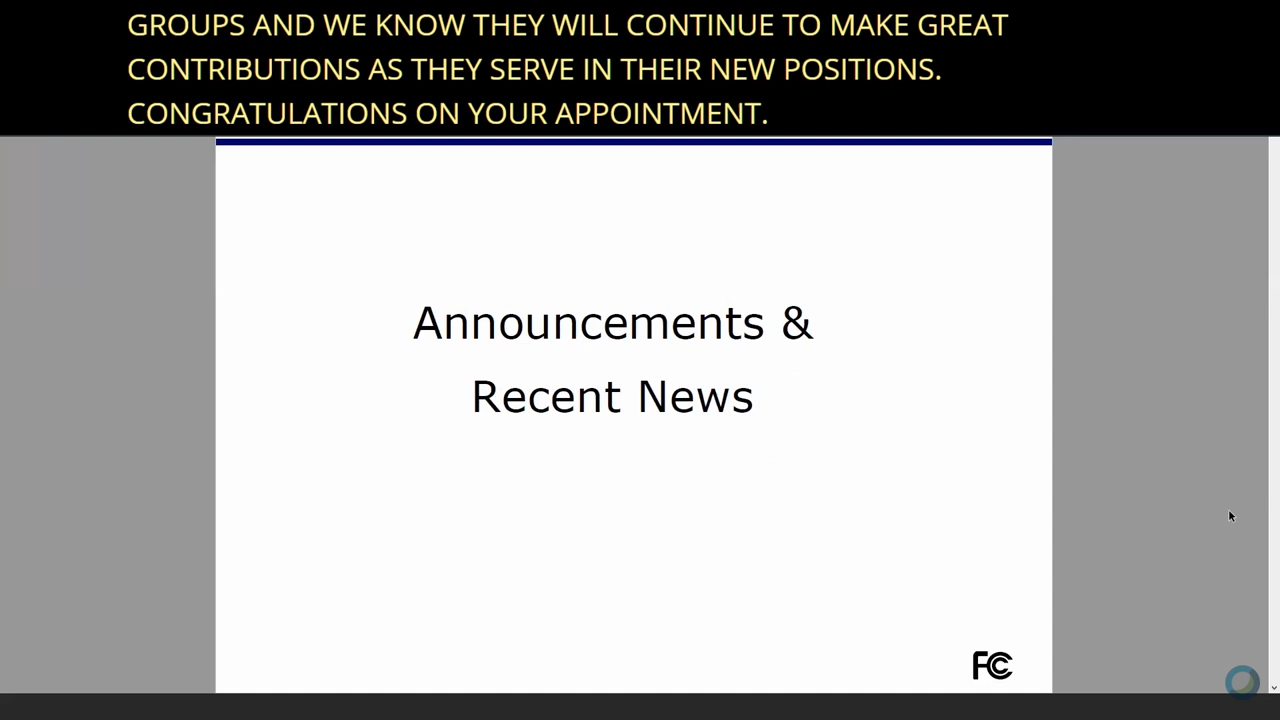 GROUPS AND WE KNOW THEY WILL CONTINUE TO MAKE GREAT
CONTRIBUTIONS AS THEY SERVE IN THEIR NEW POSITIONS.
CONGRATULATIONS ON YOUR APPOINTMENT.
Announcements &
Recent News
FCC